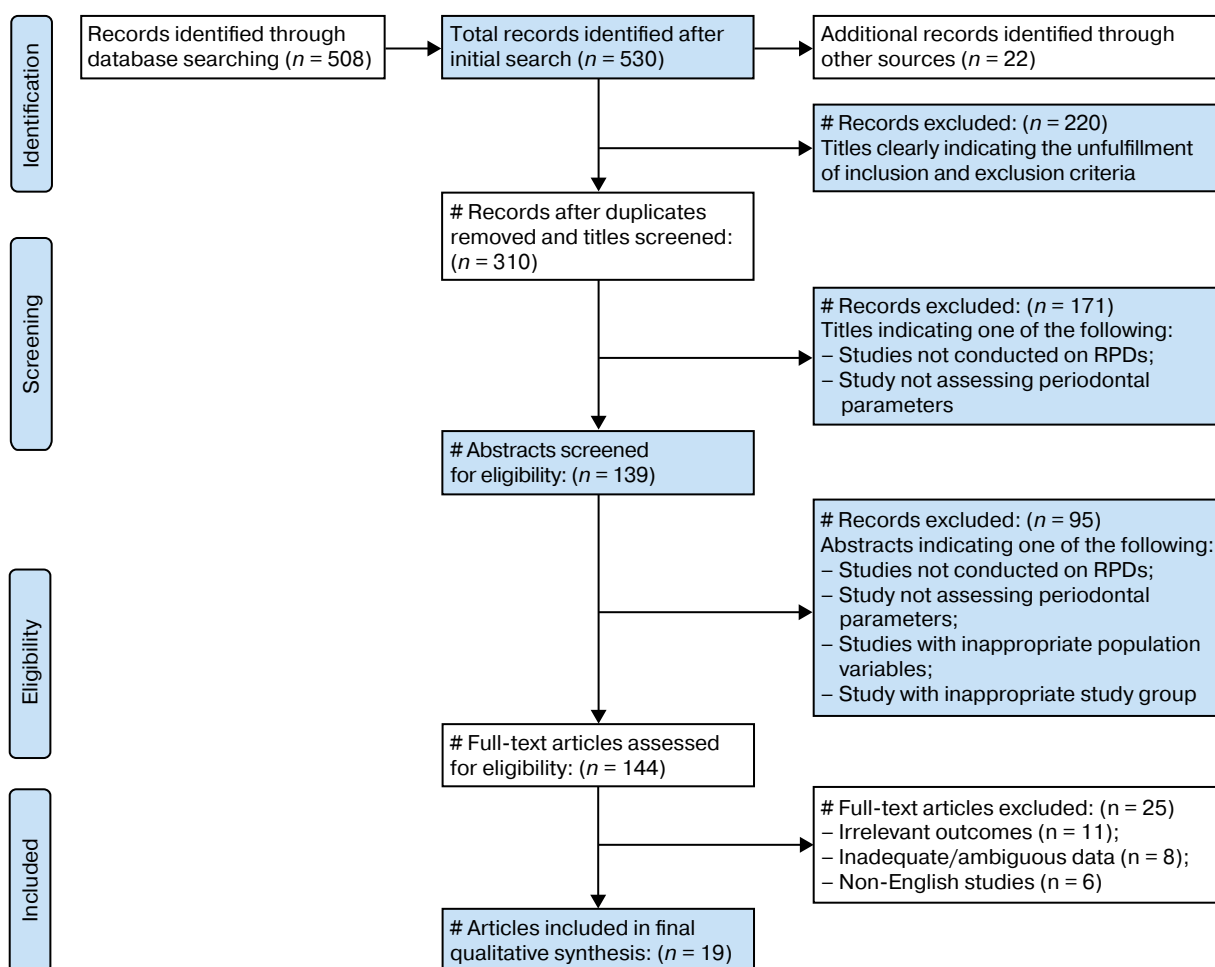 Identification
Records identified through
database searching (n = 508)
Total records identified after
initial search (n = 530)
Additional records identified through
other sources (n = 22)
# Records excluded: (n = 220)
Titles clearly indicating the unfulfillment
of inclusion and exclusion criteria
# Records after duplicates
removed and titles screened:
(n = 310)
Screening
# Records excluded: (n = 171)
Titles indicating one of the following:
– Studies not conducted on RPDs;
– Study not assessing periodontal
parameters
# Abstracts screened
for eligibility: (n = 139)
Eligibility
# Records excluded: (n = 95)
Abstracts indicating one of the following:
– Studies not conducted on RPDs;
– Study not assessing periodontal
parameters;
– Studies with inappropriate population
variables;
– Study with inappropriate study group
# Full-text articles assessed
for eligibility: (n = 144)
Included
# Full-text articles excluded: (n = 25)
– Irrelevant outcomes (n = 11);
– Inadequate/ambiguous data (n = 8);
– Non-English studies (n = 6)
# Articles included in final
qualitative synthesis: (n = 19)